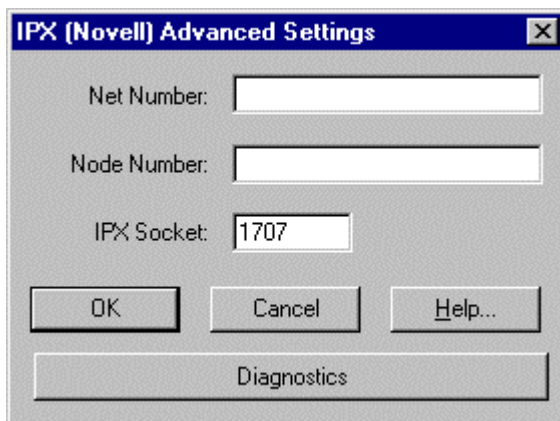 IPX (Novell) Advanced Settings
Net Number:
Node Number:
IPX Socket: 1707
OK Cancel Help...
Diagnostics